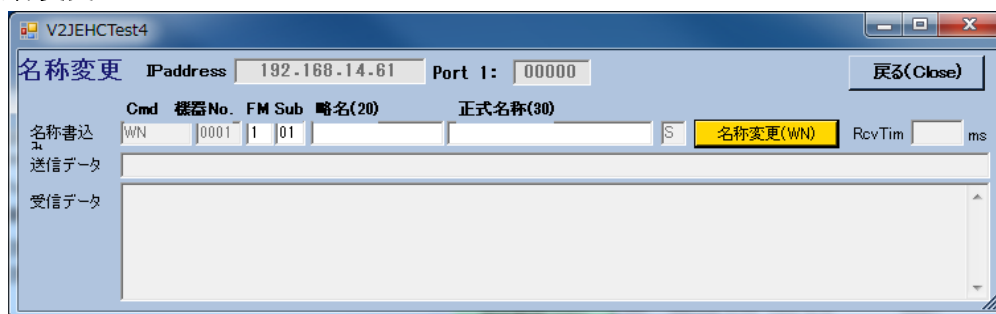 V2JEHCTest4
名称変更 IPaddress 192-168-14-61 Port 1: 00000 戻る(Close)
Cmd 機器No. FM Sub 略名(20) 正式名称(30)
名称書込 WN 0001 1 01 S 名称変更(WN) RcvTim ms
送信データ
受信データ